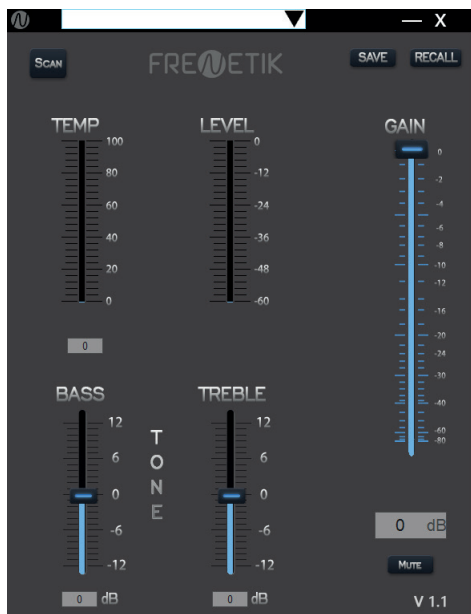 X
SCAN
FRENETIK
SAVE
RECALL
TEMP
100
80
60
40
20
0
0
LEVEL
0
-12
-24
-36
-48
-60
GAIN
0
-2
-4
-6
-8
-10
-12
-16
-20
-24
-30
-40
-60
-80
BASS
12
6
0
-6
-12
0 dB
TONE
TREBLE
12
6
0
-6
-12
0 dB
0 dB
MUTE
V 1.1